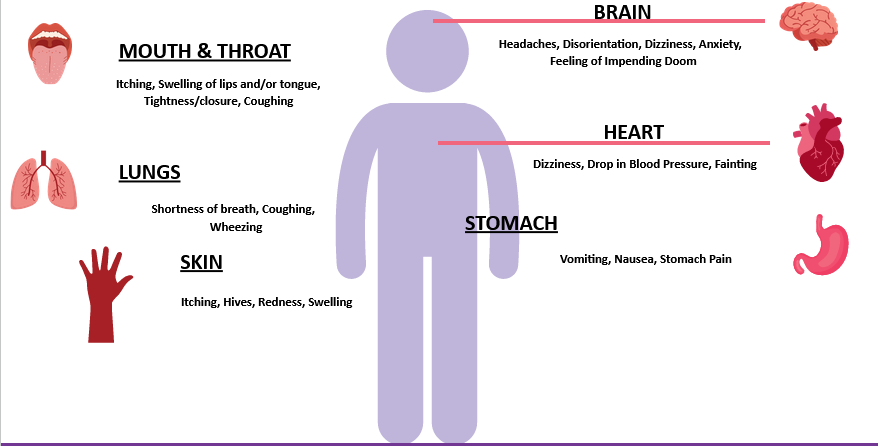 MOUTH & THROAT
Itching, Swelling of lips and/or tongue,
Tightness/closure, Coughing
LUNGS
Shortness of breath, Coughing,
Wheezing
SKIN
Itching, Hives, Redness, Swelling
BRAIN
Headaches, Disorientation, Dizziness, Anxiety,
Feeling of Impending Doom
HEART
Dizziness, Drop in Blood Pressure, Fainting
STOMACH
Vomiting, Nausea, Stomach Pain